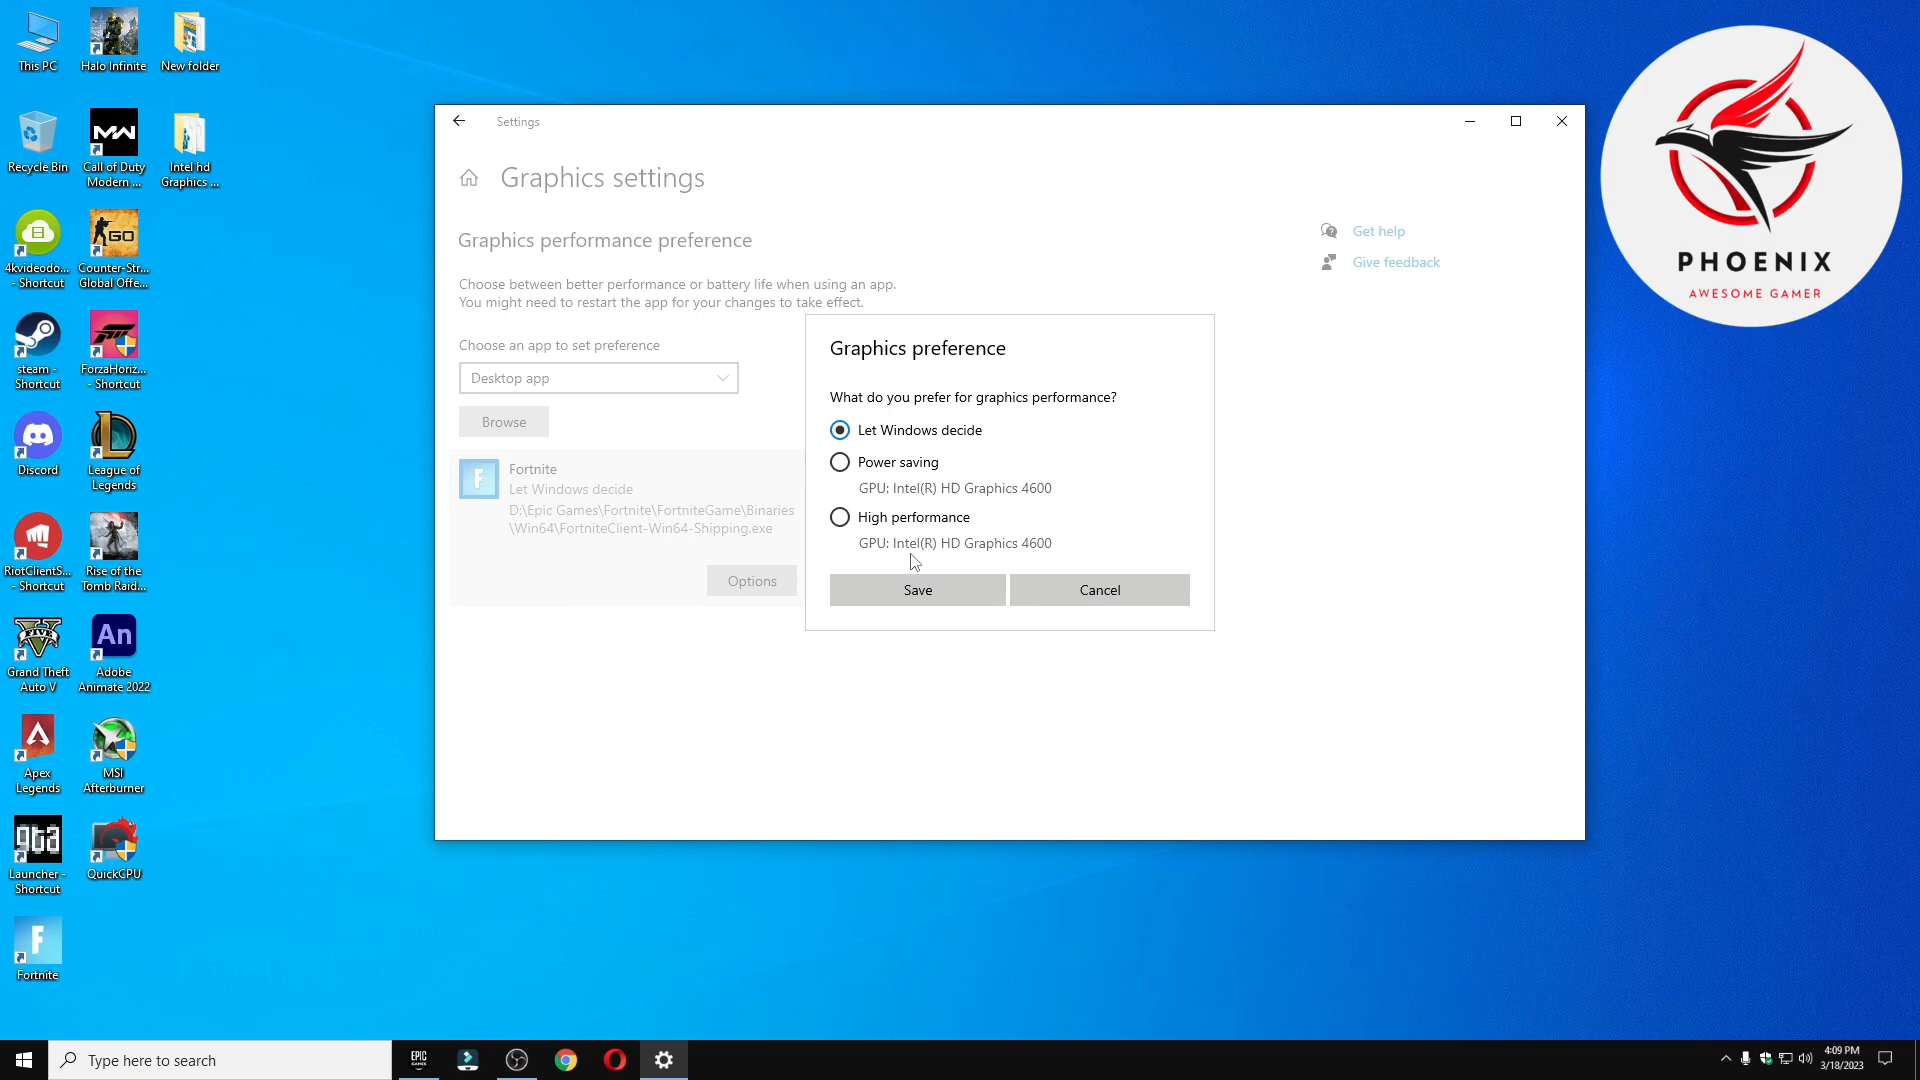 This PC
Halo Infinite
New folder
Recycle Bin
Call of Duty
Modern ...
Intel hd
Graphics ...
4kvideodo...
- Shortcut
GO
Counter-Str...
Global Offe...
steam -
Shortcut
ForzaHoriz...
- Shortcut
Discord
League of
Legends
RiotClientS...
- Shortcut
Rise of the
Tomb Raid...
FIVE
Grand Theft
Auto V
An
Adobe
Animate 2022
Apex
Legends
MSI
Afterburner
gta
Launcher -
Shortcut
QuickCPU
F
Fortnite
Settings
Graphics settings
Graphics performance preference
Choose between better performance or battery life when using an app.
You might need to restart the app for your changes to take effect.
Choose an app to set preference
Desktop app
Browse
F
Fortnite
Let Windows decide
D:\Epic Games\Fortnite\FortniteGame\Binaries
\Win64\FortniteClient-Win64-Shipping.exe
Options
Get help
Give feedback
Graphics preference
What do you prefer for graphics performance?
Let Windows decide
Power saving
GPU: Intel(R) HD Graphics 4600
High performance
GPU: Intel(R) HD Graphics 4600
Save
Cancel
PHOENIX
AWESOME GAMER
Type here to search
EPIC
GAMES
4:09 PM
3/18/2023